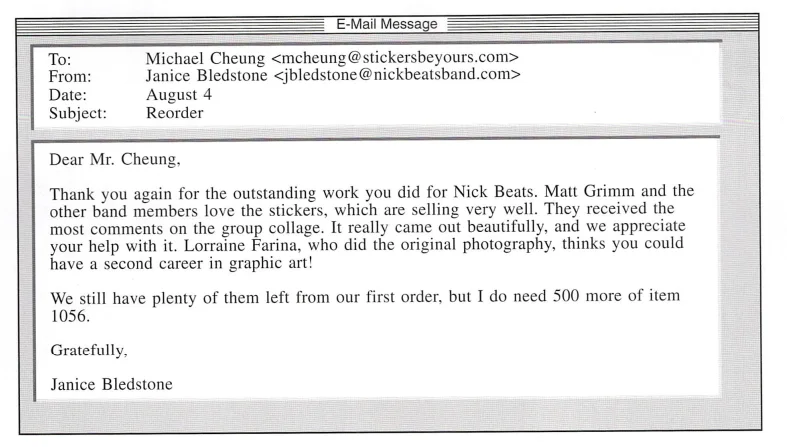 E-Mail Message
To: Michael Cheung <mcheung@stickersbeyours.com>
From: Janice Bledstone <jbledstone@nickbeatsband.com>
Date: August 4
Subject: Reorder
Dear Mr. Cheung,
Thank you again for the outstanding work you did for Nick Beats. Matt Grimm and the
other band members love the stickers, which are selling very well. They received the
most comments on the group collage. It really came out beautifully, and we appreciate
your help with it. Lorraine Farina, who did the original photography, thinks you could
have a second career in graphic art!
We still have plenty of them left from our first order, but I do need 500 more of item
1056.
Gratefully,
Janice Bledstone